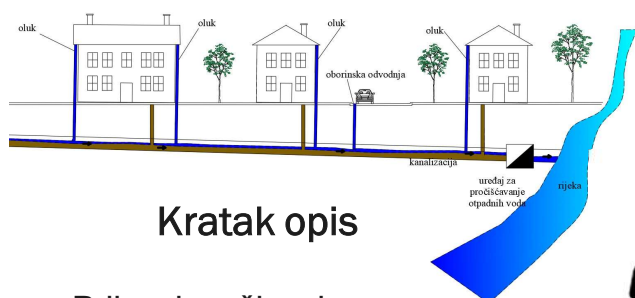 oluk
oluk
oluk
oluk
oborinska odvodnja
kanalizacija
uređaj za
pročišćavanje
otpadnih voda
rijeka
Kratak opis